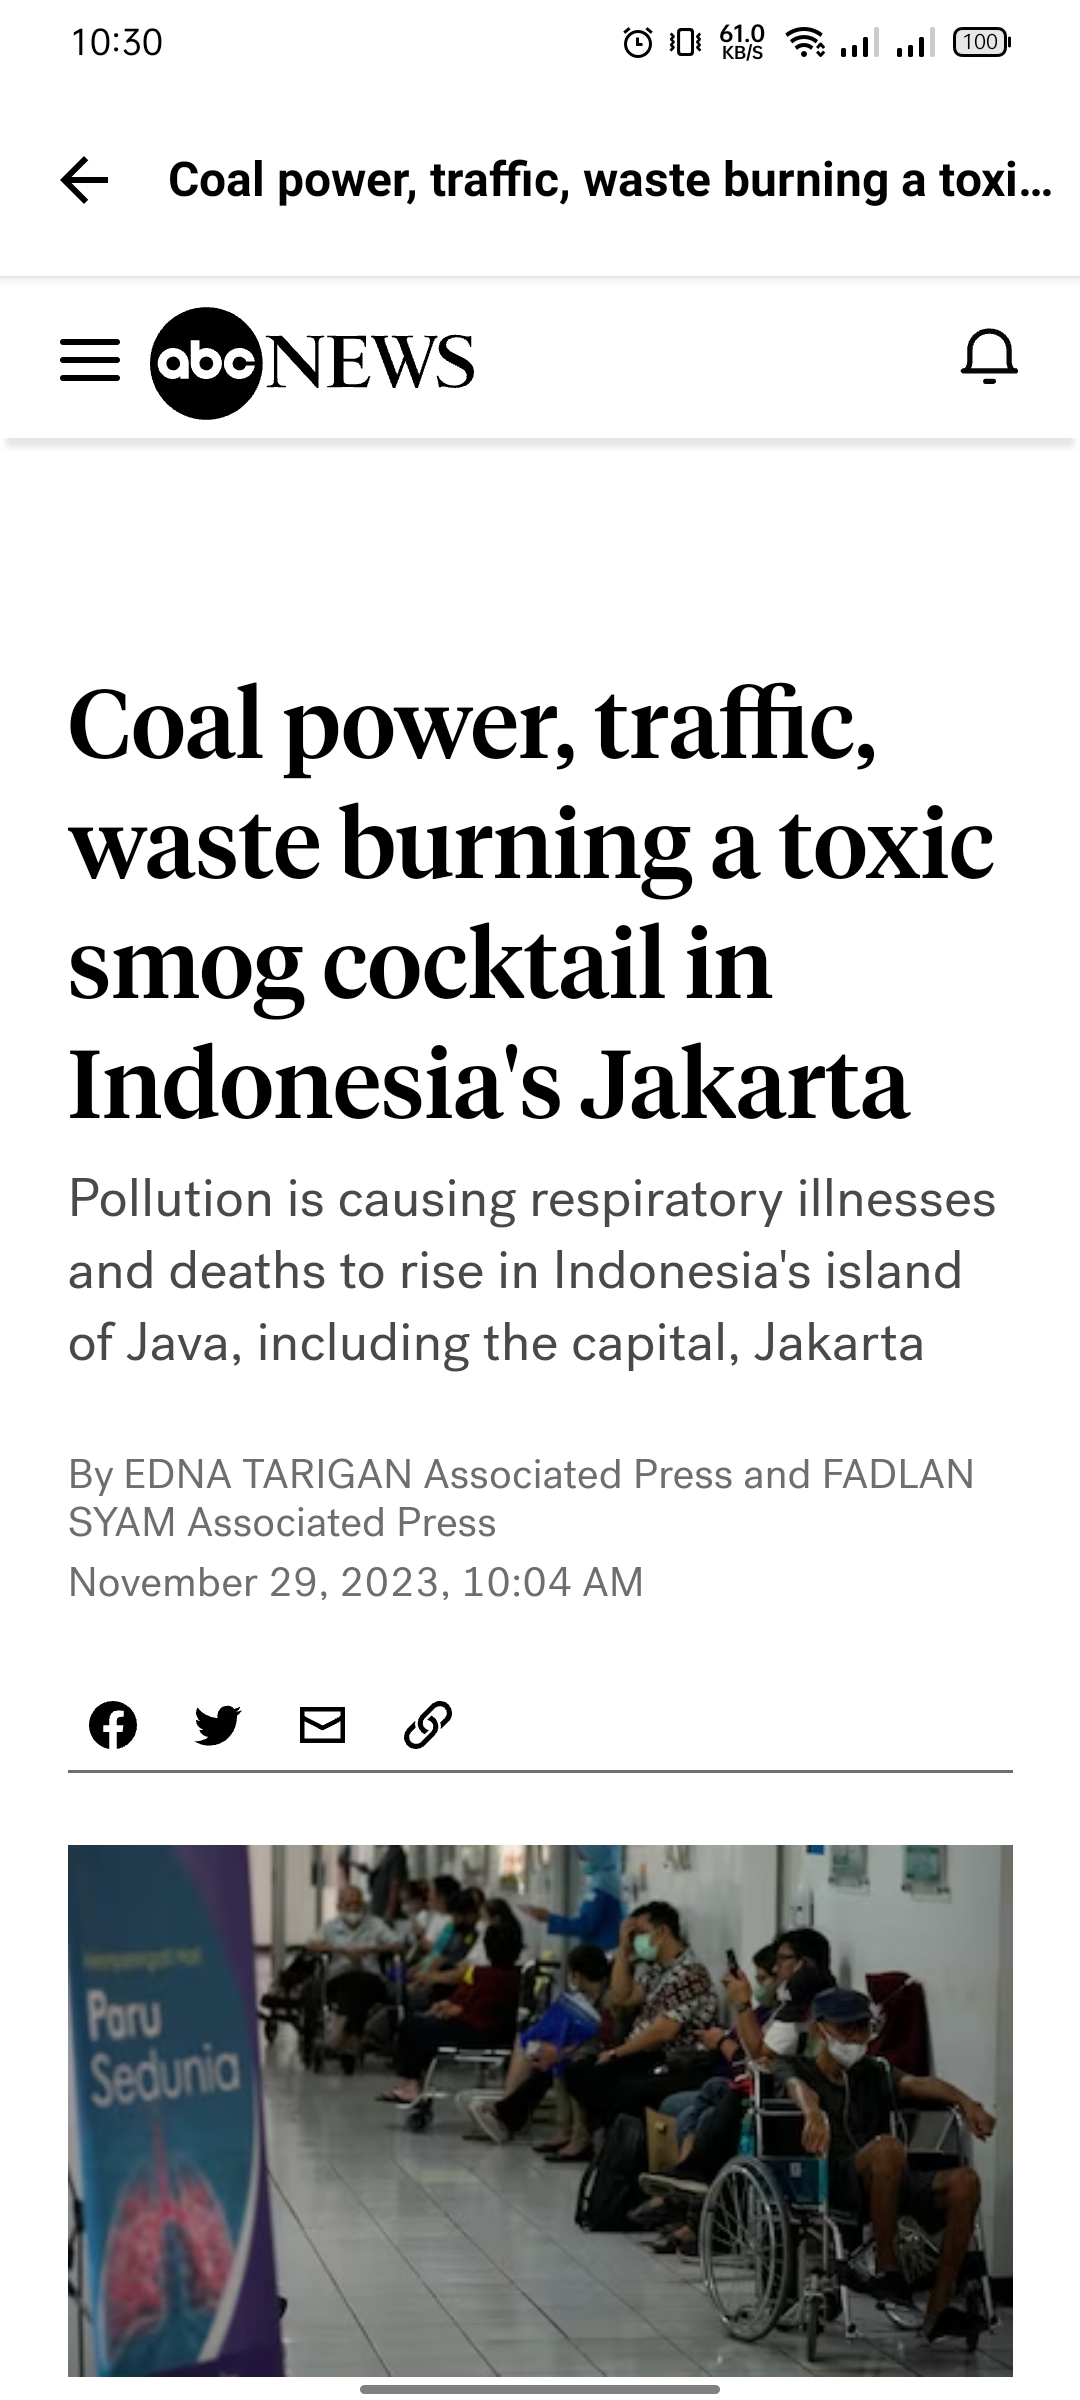 10:30
61.0
KB/S
100
Coal power, traffic, waste burning a toxi...
abc NEWS
Coal power, traffic,
waste burning a toxic
smog cocktail in
Indonesia's Jakarta
Pollution is causing respiratory illnesses
and deaths to rise in Indonesia's island
of Java, including the capital, Jakarta
By EDNA TARIGAN Associated Press and FADLAN
SYAM Associated Press
November 29, 2023, 10:04 AM
Paru
Sedunia